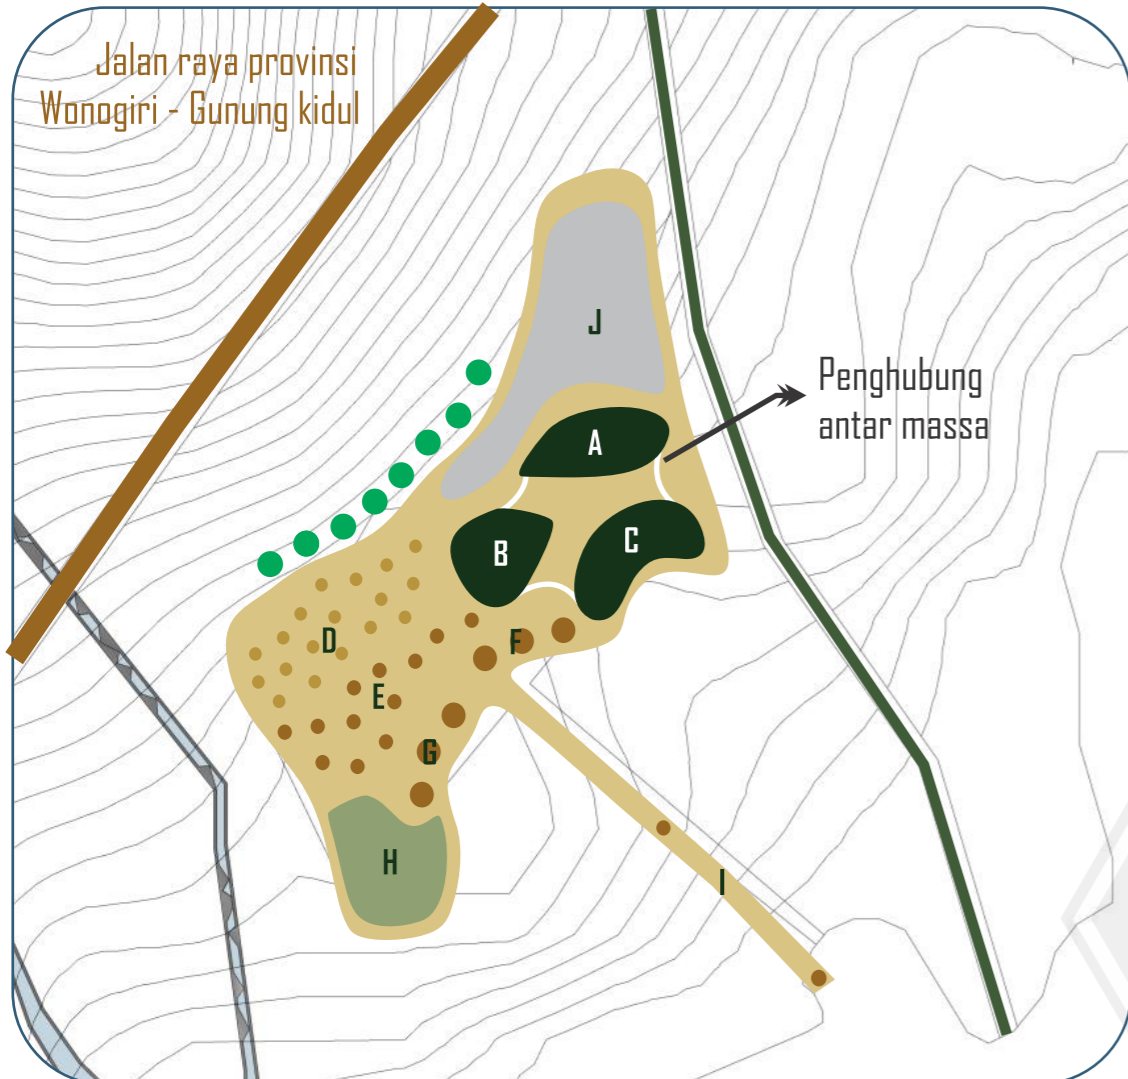 Jalan raya provinsi
Wonogiri - Gunung kidul
J
Penghubung
antar massa
A
B
C
D
F
E
G
H
I